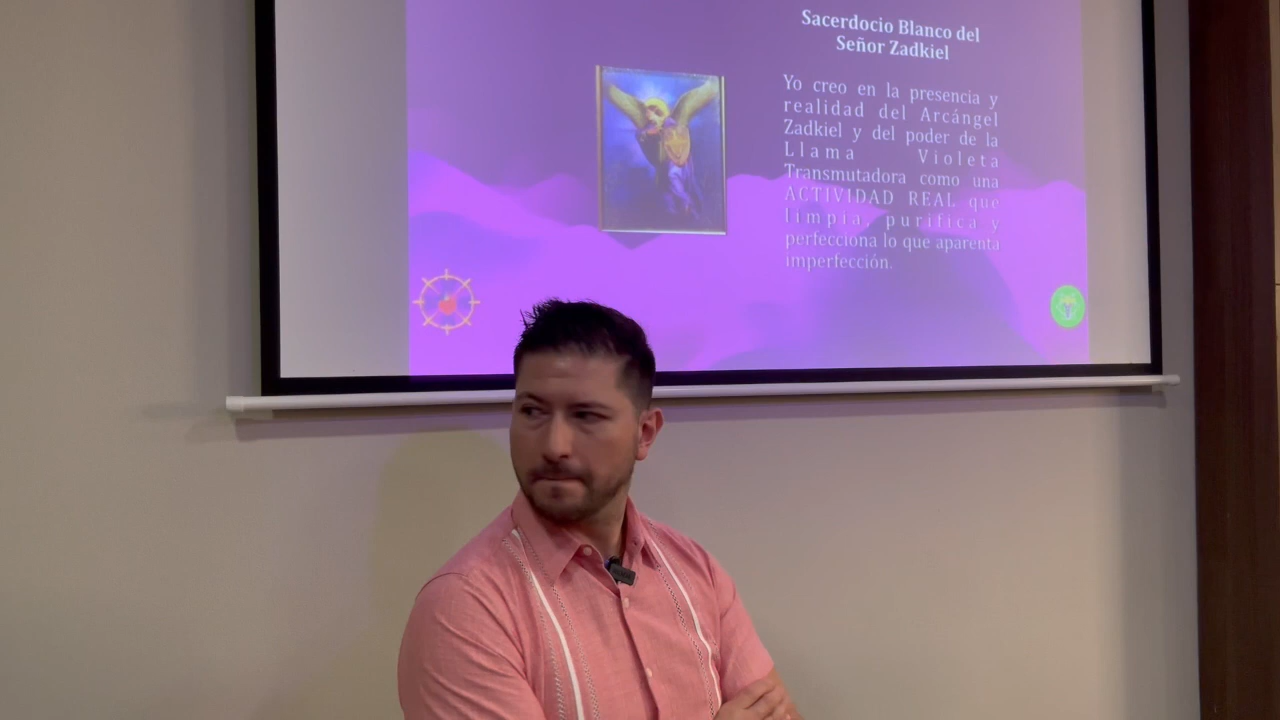 Sacerdocio Blanco del
Señor Zadkiel
Yo creo en la presencia y
realidad del Arcángel
Zadkiel y del poder de la
Llama Violeta
Transmutadora como una
ACTIVIDAD REAL que
limpia, purifica y
perfecciona lo que aparenta
imperfección.